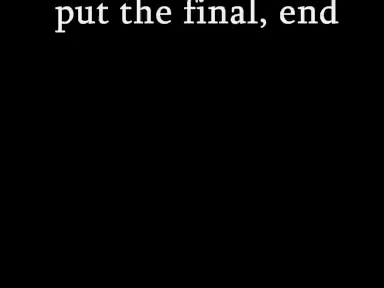 put the final, end